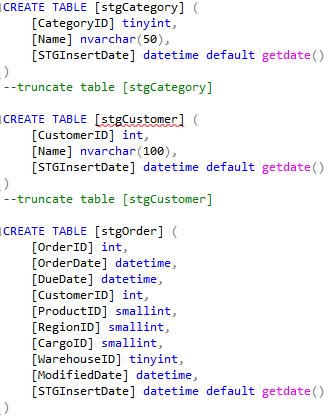 CREATE TABLE [stgCategory] (
[CategoryID] tinyint,
[Name] nvarchar(50),
[STGInsertDate] datetime default getdate()
)
--truncate table [stgCategory]
CREATE TABLE [stgCustomer] (
[CustomerID] int,
[Name] nvarchar(100),
[STGInsertDate] datetime default getdate()
)
--truncate table [stgCustomer]
CREATE TABLE [stgOrder] (
[OrderID] int,
[OrderDate] datetime,
[DueDate] datetime,
[CustomerID] int,
[ProductID] smallint,
[RegionID] smallint,
[CargoID] smallint,
[WarehouseID] tinyint,
[ModifiedDate] datetime,
[STGInsertDate] datetime default getdate()
)